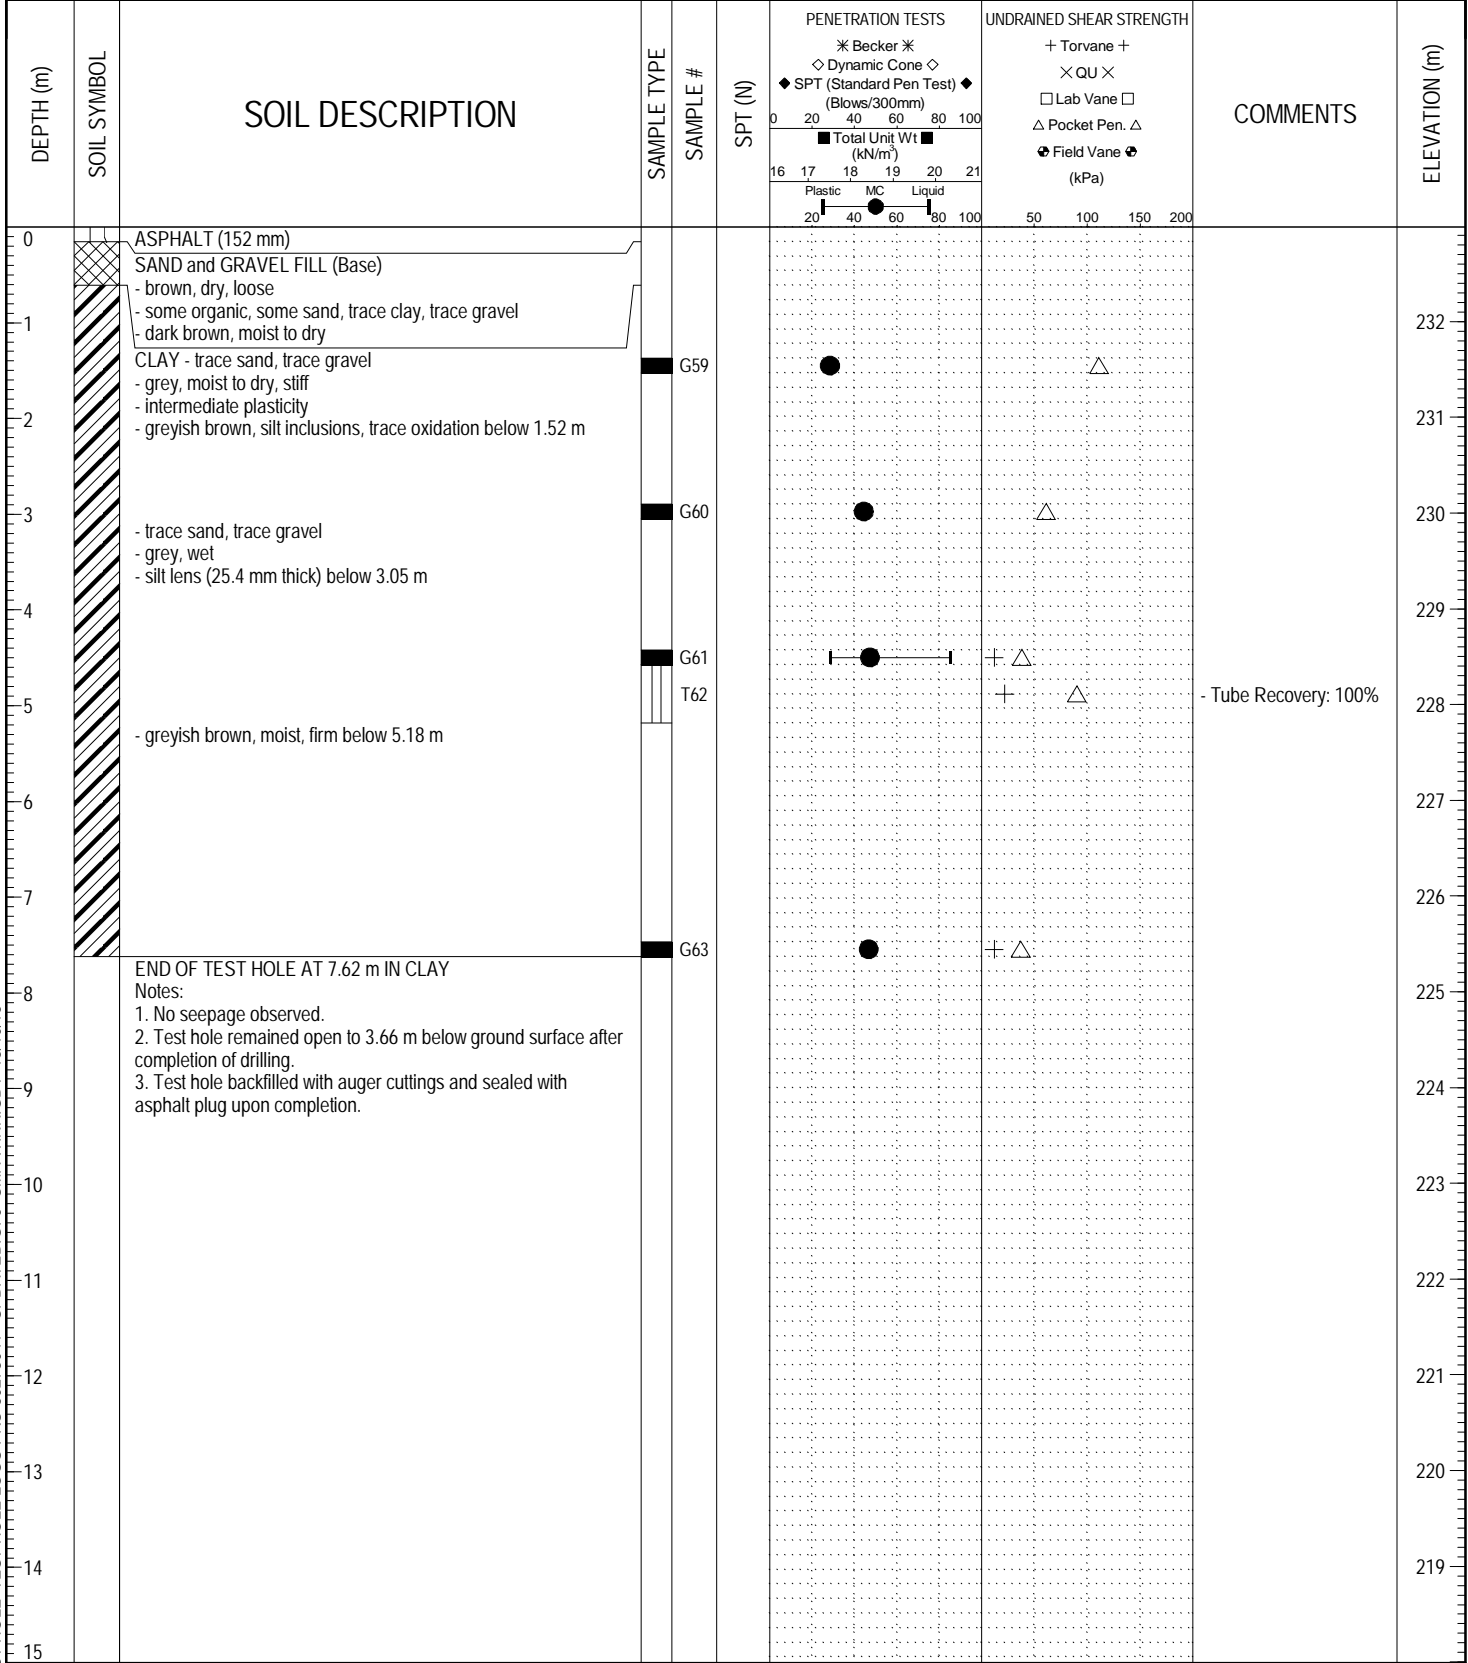 DEPTH (m)
SOIL SYMBOL
SOIL DESCRIPTION
SAMPLE TYPE
SAMPLE #
SPT (N)
PENETRATION TESTS
✳ Becker ✳
◇ Dynamic Cone ◇
◆ SPT (Standard Pen Test) ◆
(Blows/300mm)
0 20 40 60 80 100
■ Total Unit Wt ■
(kN/m³)
16 17 18 19 20 21
Plastic MC Liquid
20 40 60 80 100
UNDRAINED SHEAR STRENGTH
+ Torvane +
× QU ×
□ Lab Vane □
△ Pocket Pen. △
Field Vane
(kPa)
50 100 150 200
COMMENTS
ELEVATION (m)
0
ASPHALT (152 mm)
SAND and GRAVEL FILL (Base)
- brown, dry, loose
- some organic, some sand, trace clay, trace gravel
1
232
- dark brown, moist to dry
CLAY - trace sand, trace gravel
G59
- grey, moist to dry, stiff
- intermediate plasticity
2
231
- greyish brown, silt inclusions, trace oxidation below 1.52 m
3
G60
230
- trace sand, trace gravel
- grey, wet
- silt lens (25.4 mm thick) below 3.05 m
4
229
G61
T62
- Tube Recovery: 100%
5
228
- greyish brown, moist, firm below 5.18 m
6
227
7
226
G63
END OF TEST HOLE AT 7.62 m IN CLAY
Notes:
8
225
1. No seepage observed.
2. Test hole remained open to 3.66 m below ground surface after
completion of drilling.
3. Test hole backfilled with auger cuttings and sealed with
9
224
asphalt plug upon completion.
10
223
11
222
12
221
13
220
14
219
15